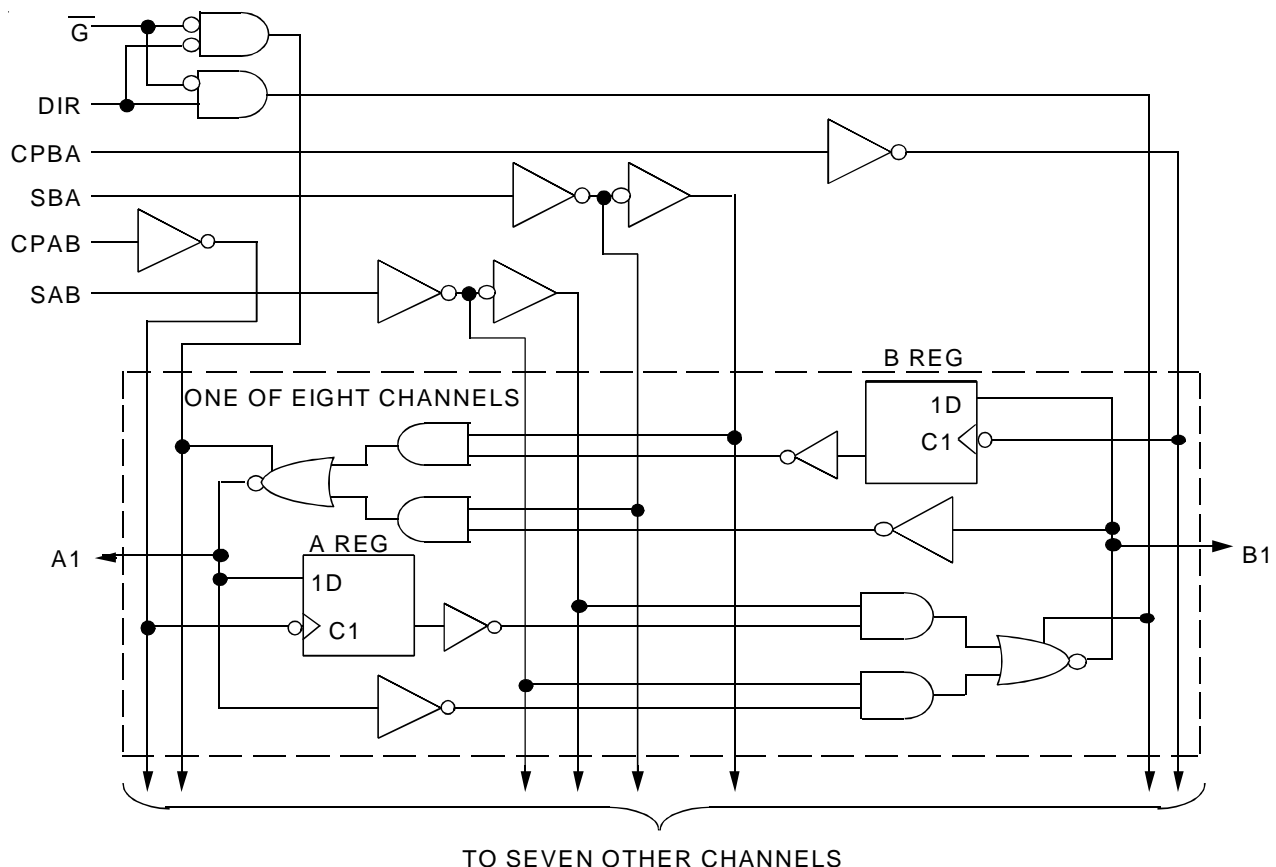 G̅
DIR
CPBA
SBA
CPAB
SAB
B REG
ONE OF EIGHT CHANNELS
1D
C1
A REG
A1
B1
1D
C1
TO SEVEN OTHER CHANNELS